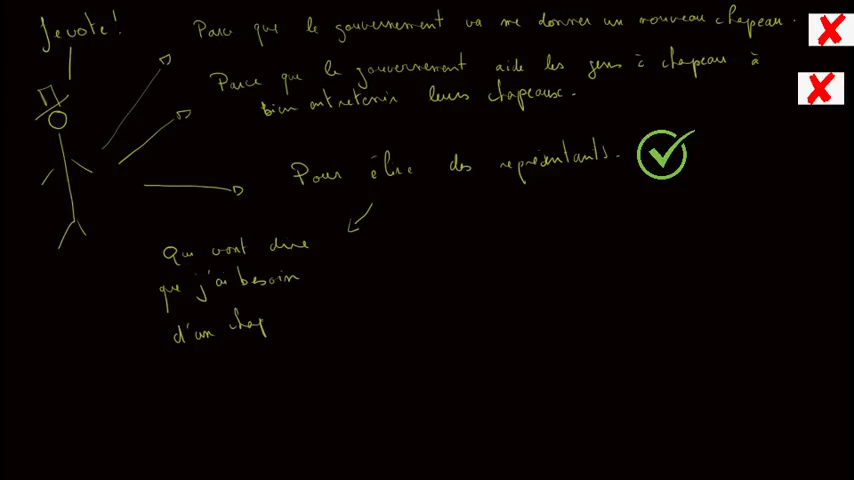 Je vote!
Parce que le gouvernement va me donner un nouveau chapeau.
Parce que le gouvernement aide les gens à chapeau à
bien entretenir leurs chapeaux.
Pour élire des représentants.
Qui vont dire
que j'ai besoin
d'un chap